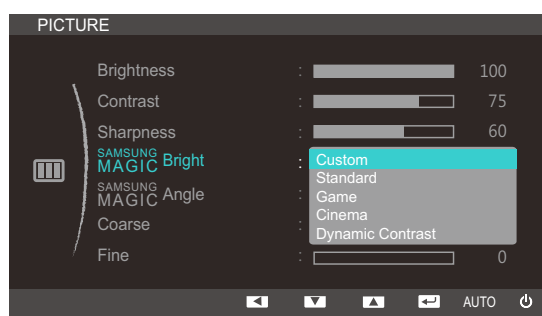 PICTURE
Brightness : 100
Contrast : 75
Sharpness : 60
SAMSUNG MAGIC Bright : Custom
Standard
SAMSUNG MAGIC Angle : Game
Cinema
Coarse : Dynamic Contrast
Fine : 0
AUTO